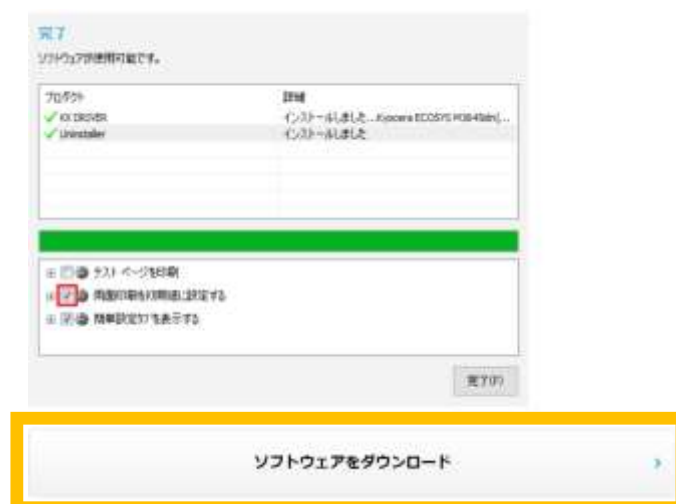 完了
ソフトウェアが使用可能です。
プロダクト 詳細
KX DRIVER インストールしました...Kyocera ECOSYS
Uninstaller インストールしました
テスト ページを印刷
両面印刷を初期値に設定する
簡単設定ﾀﾌﾞを表示する
完了(F)
ソフトウェアをダウンロード